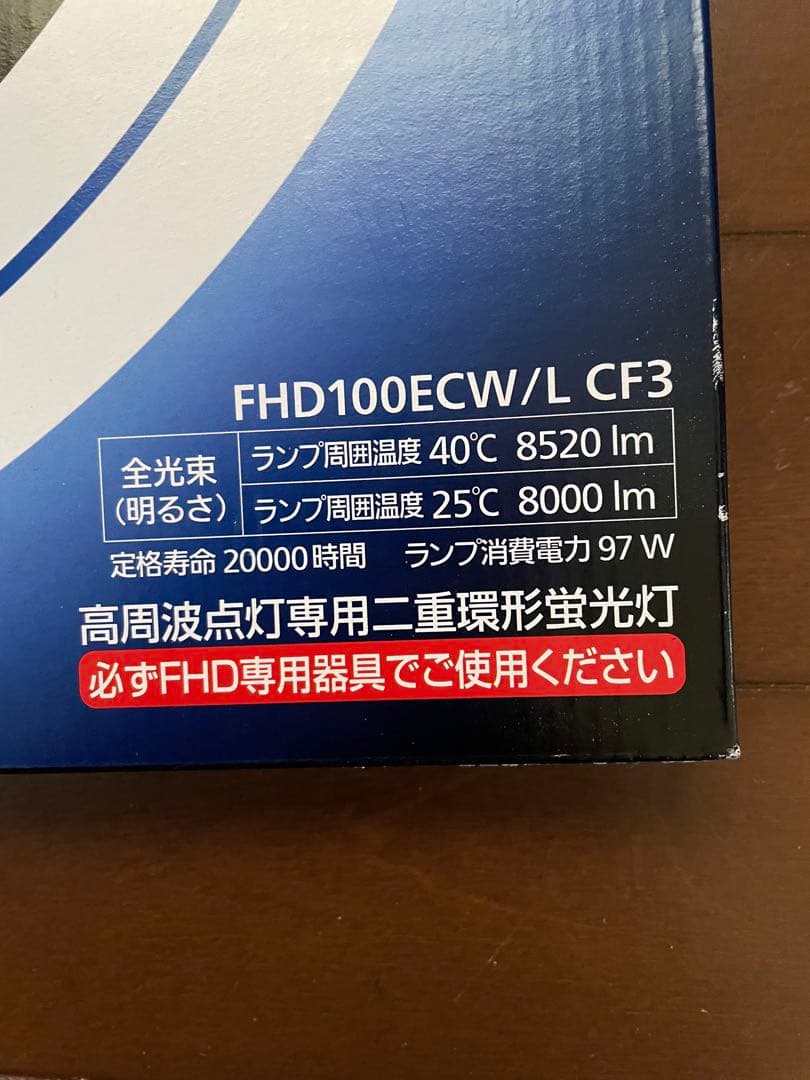 FHD100ECW/L CF3
全光束
(明るさ)
ランプ周囲温度 40℃ 8520 lm
ランプ周囲温度 25℃ 8000 lm
定格寿命 20000時間 ランプ消費電力 97 W
高周波点灯専用二重環形蛍光灯
必ずFHD専用器具でご使用ください